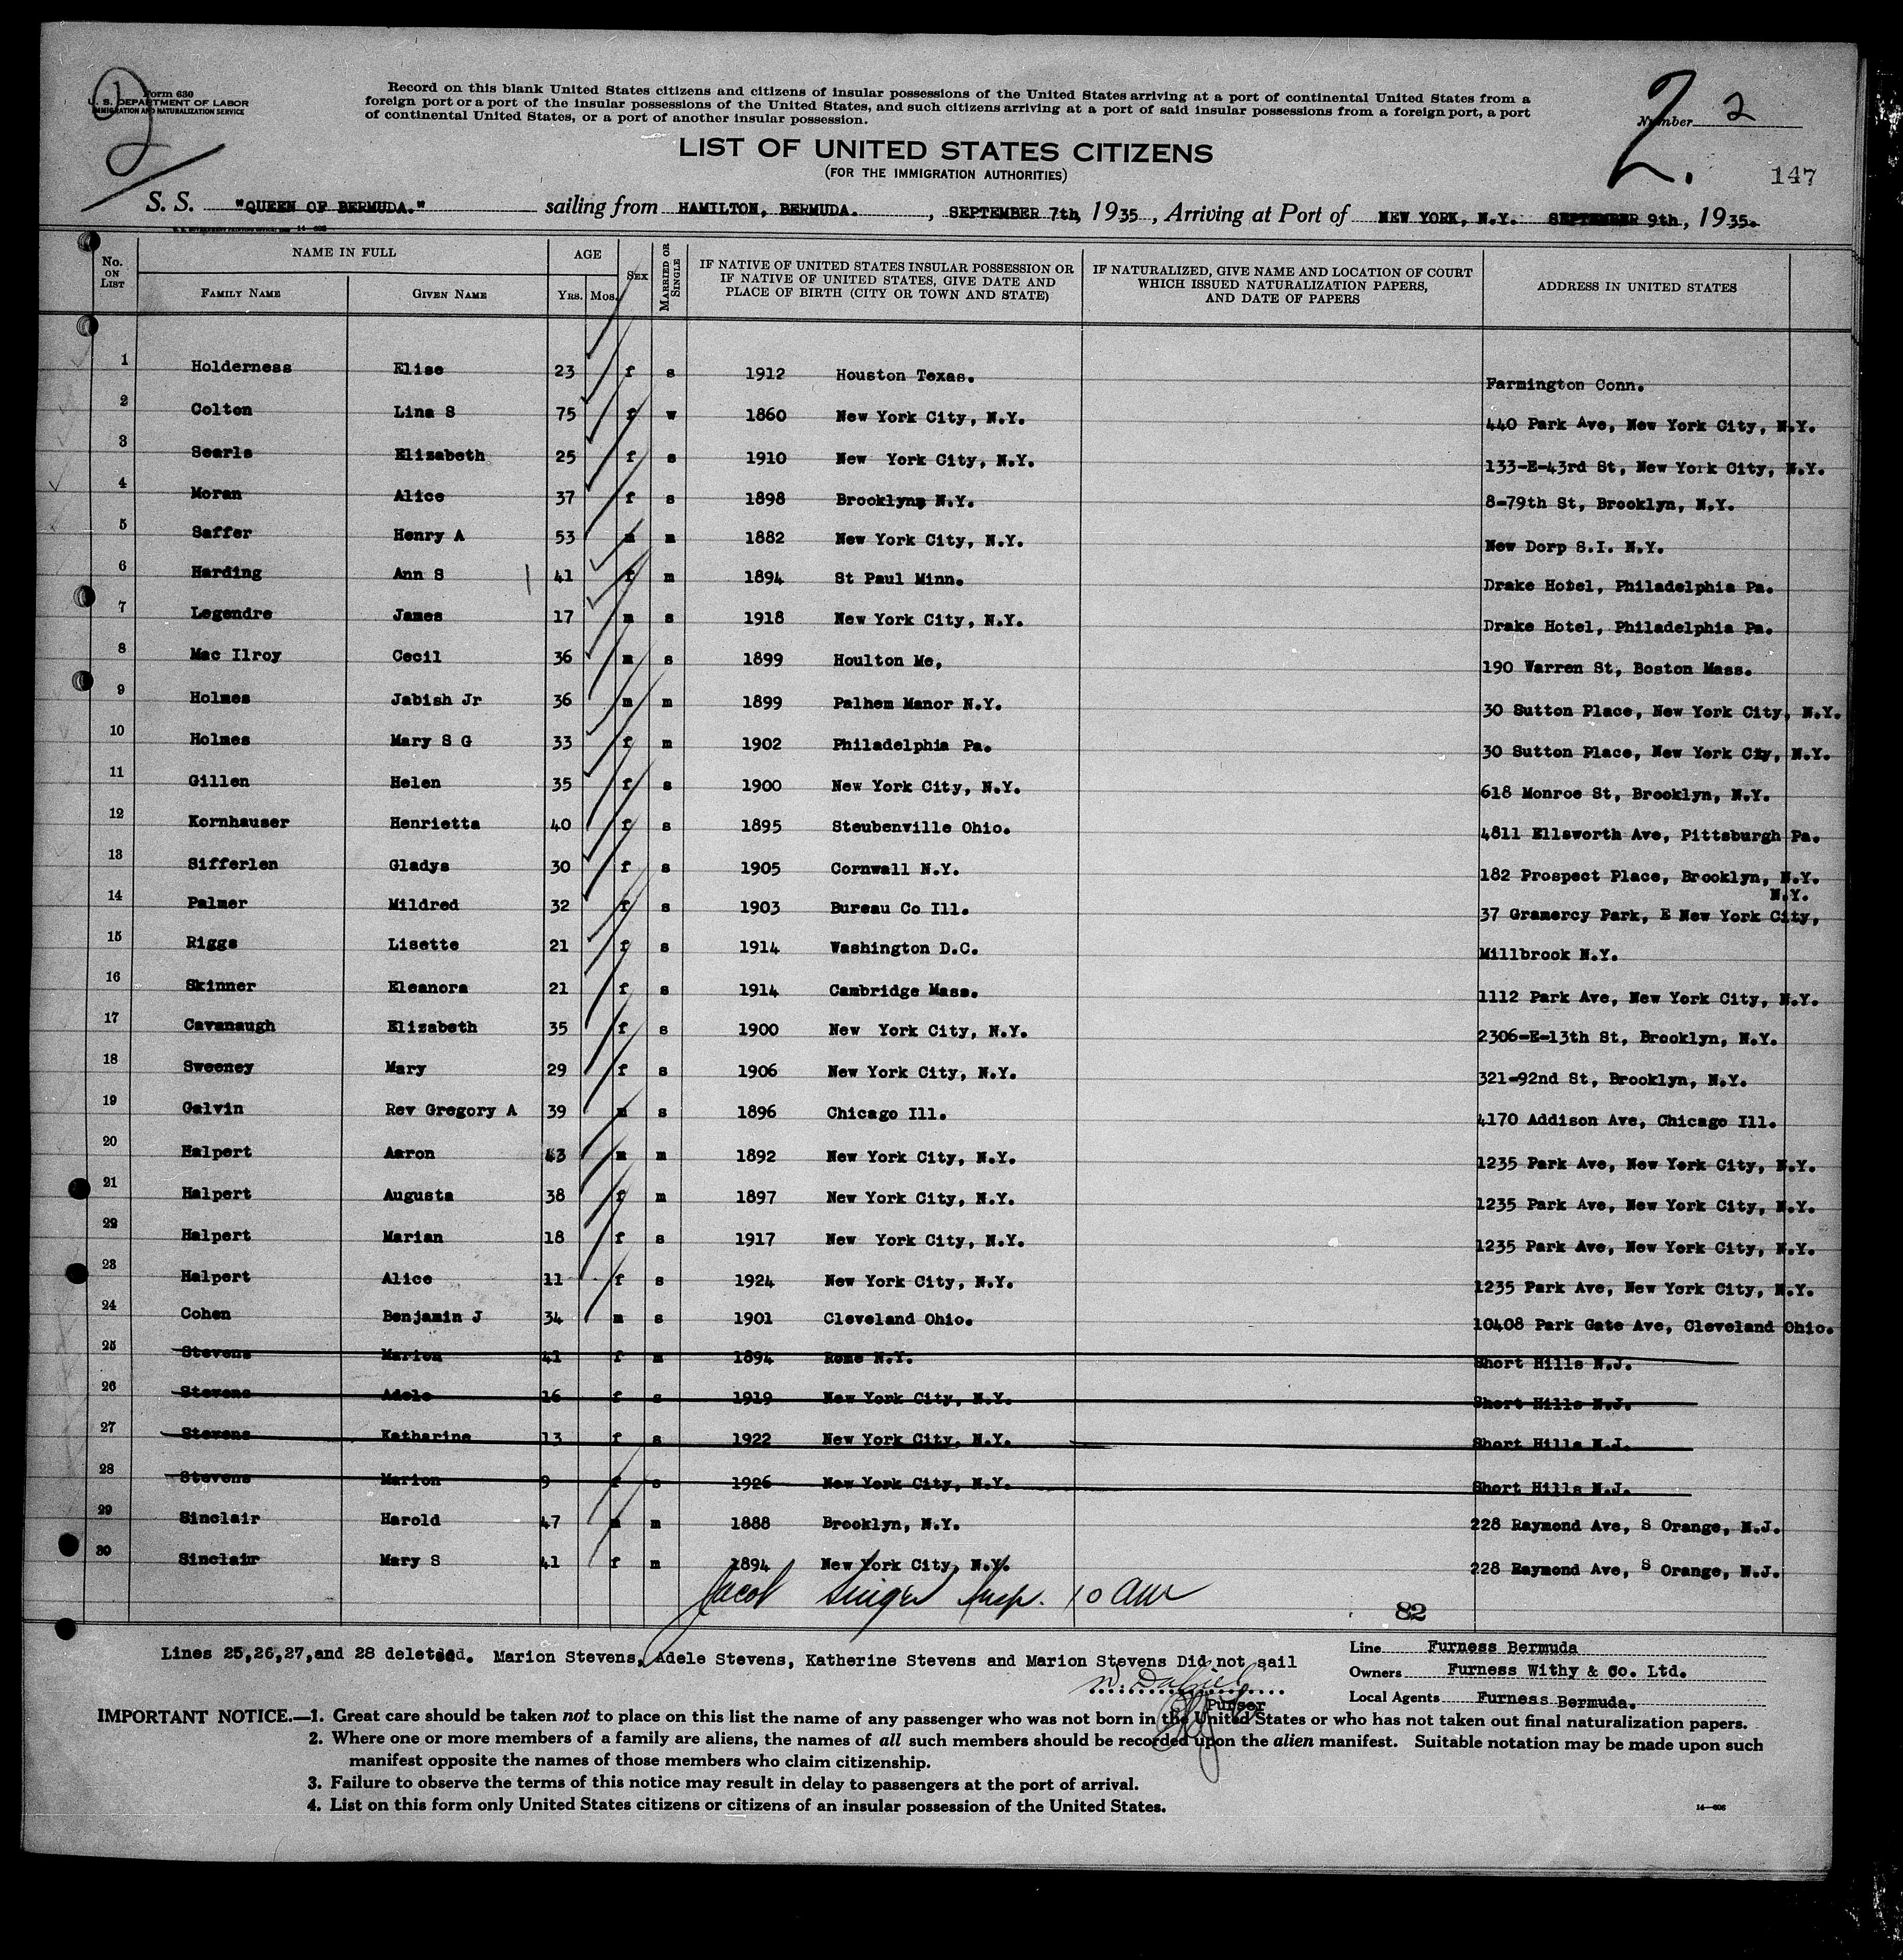 Form 630
U. S. DEPARTMENT OF LABOR
IMMIGRATION AND NATURALIZATION SERVICE
Record on this blank United States citizens and citizens of insular possessions of the United States arriving at a port of continental United States from a
foreign port or a port of the insular possessions of the United States, and such citizens arriving at a port of said insular possessions from a foreign port, a port
of continental United States, or a port of another insular possession.
2.
Number 2
LIST OF UNITED STATES CITIZENS
(FOR THE IMMIGRATION AUTHORITIES)
147
S. S. "QUEEN OF BERMUDA." sailing from HAMILTON, BERMUDA. , SEPTEMBER 7th, 1935 , Arriving at Port of NEW YORK, N.Y. SEPTEMBER 9th, 1935.
No. ON LIST NAME IN FULL FAMILY NAME GIVEN NAME AGE YRS. MOS. SEX MARRIED OR SINGLE IF NATIVE OF UNITED STATES INSULAR POSSESSION OR IF NATIVE OF UNITED STATES, GIVE DATE AND PLACE OF BIRTH (CITY OR TOWN AND STATE) IF NATURALIZED, GIVE NAME AND LOCATION OF COURT WHICH ISSUED NATURALIZATION PAPERS, AND DATE OF PAPERS ADDRESS IN UNITED STATES
1 Holderness Elise 23 f s 1912 Houston Texas. Farmington Conn.
2 Colton Lina S 75 f w 1860 New York City, N.Y. 440 Park Ave, New York City, N.Y.
3 Searls Elizabeth 25 f s 1910 New York City, N.Y. 133-E-43rd St, New York City, N.Y.
4 Moran Alice 37 f s 1898 Brooklyn, N.Y. 8-79th St, Brooklyn, N.Y.
5 Saffer Henry A 53 m m 1882 New York City, N.Y. New Dorp S.I. N.Y.
6 Harding Ann S 41 f m 1894 St Paul Minn. Drake Hotel, Philadelphia Pa.
7 Legendre James 17 m s 1918 New York City, N.Y. Drake Hotel, Philadelphia Pa.
8 Mac Ilroy Cecil 36 m s 1899 Houlton Me, 190 Warren St, Boston Mass.
9 Holmes Jabish Jr 36 m m 1899 Palhem Manor N.Y. 30 Sutton Place, New York City, N.Y.
10 Holmes Mary S G 33 f m 1902 Philadelphia Pa. 30 Sutton Place, New York City, N.Y.
11 Gillen Helen 35 f s 1900 New York City, N.Y. 618 Monroe St, Brooklyn, N.Y.
12 Kornhauser Henrietta 40 f s 1895 Steubenville Ohio. 4811 Ellsworth Ave, Pittsburgh Pa.
13 Sifferlen Gladys 30 f s 1905 Cornwall N.Y. 182 Prospect Place, Brooklyn, N.Y.
14 Palmer Mildred 32 f s 1903 Bureau Co Ill. 37 Gramercy Park, E New York City, N.Y.
15 Riggs Lisette 21 f s 1914 Washington D.C. Millbrook N.Y.
16 Skinner Eleanora 21 f s 1914 Cambridge Mass. 1112 Park Ave, New York City, N.Y.
17 Cavanaugh Elizabeth 35 f s 1900 New York City, N.Y. 2306-E-13th St, Brooklyn, N.Y.
18 Sweeney Mary 29 f s 1906 New York City, N.Y. 321-92nd St, Brooklyn, N.Y.
19 Galvin Rev Gregory A 39 m s 1896 Chicago Ill. 4170 Addison Ave, Chicago Ill.
20 Halpert Aaron 43 m m 1892 New York City, N.Y. 1235 Park Ave, New York City, N.Y.
21 Halpert Augusta 38 f m 1897 New York City, N.Y. 1235 Park Ave, New York City, N.Y.
22 Halpert Marian 18 f s 1917 New York City, N.Y. 1235 Park Ave, New York City, N.Y.
23 Halpert Alice 11 f s 1924 New York City, N.Y. 1235 Park Ave, New York City, N.Y.
24 Cohen Benjamin J 34 m s 1901 Cleveland Ohio. 10408 Park Gate Ave, Cleveland Ohio.
25 Stevens Marion 41 f m 1894 Rome N.Y. Short Hills N.J.
26 Stevens Adele 16 f s 1919 New York City, N.Y. Short Hills N.J.
27 Stevens Katharine 13 f s 1922 New York City, N.Y. Short Hills N.J.
28 Stevens Marion 9 f s 1926 New York City, N.Y. Short Hills N.J.
29 Sinclair Harold 47 m m 1888 Brooklyn, N.Y. 228 Raymond Ave, S Orange, N.J.
30 Sinclair Mary S 41 f m 1894 New York City, N.Y. 228 Raymond Ave, S Orange, N.J.
Jacob Singer Insp. 10 am
82
Lines 25,26,27,and 28 deleted. Marion Stevens, Adele Stevens, Katherine Stevens and Marion Stevens Did not sail
Purser
Line Furness Bermuda
Owners Furness Withy & Co. Ltd.
Local Agents Furness Bermuda.
IMPORTANT NOTICE.—1. Great care should be taken not to place on this list the name of any passenger who was not born in the United States or who has not taken out final naturalization papers.
2. Where one or more members of a family are aliens, the names of all such members should be recorded upon the alien manifest. Suitable notation may be made upon such
manifest opposite the names of those members who claim citizenship.
3. Failure to observe the terms of this notice may result in delay to passengers at the port of arrival.
4. List on this form only United States citizens or citizens of an insular possession of the United States.
14—606